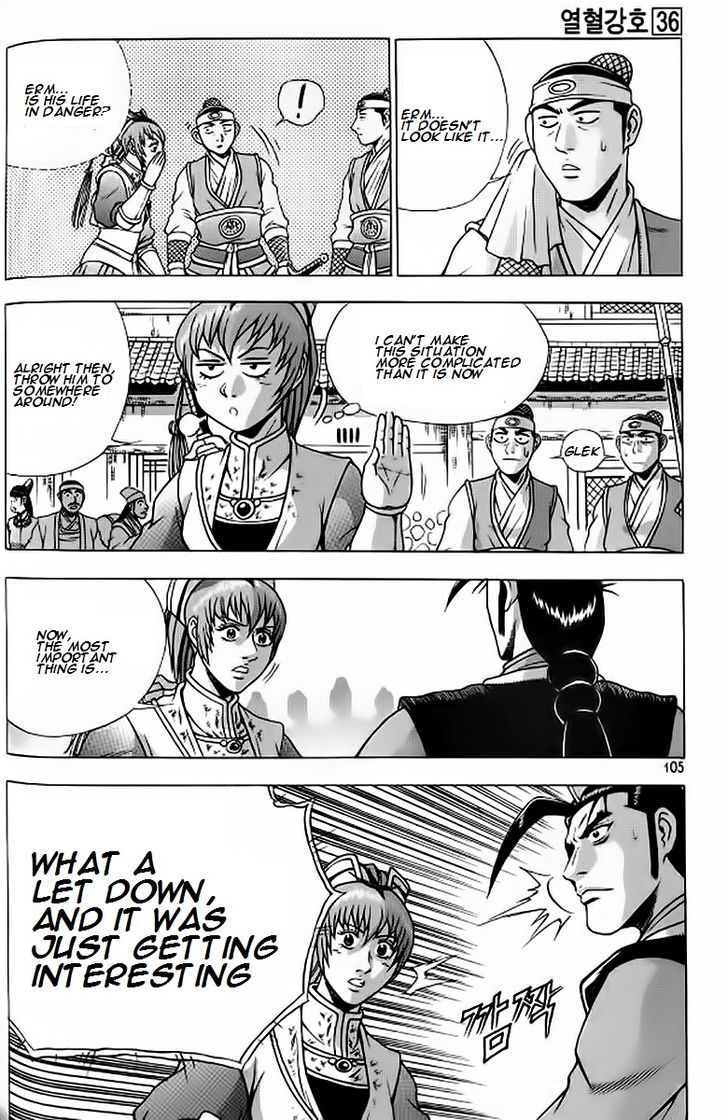 열혈강호 36
ERM...
IS HIS LIFE
IN DANGER?
!
ERM...
IT DOESN'T
LOOK LIKE IT...
ALRIGHT THEN,
THROW HIM TO
SOMEWHERE
AROUND!
I CAN'T MAKE
THIS SITUATION
MORE COMPLICATED
THAN IT IS NOW
GLEK
NOW,
THE MOST
IMPORTANT
THING IS...
105
WHAT A
LET DOWN,
AND IT WAS
JUST GETTING
INTERESTING
깜짝